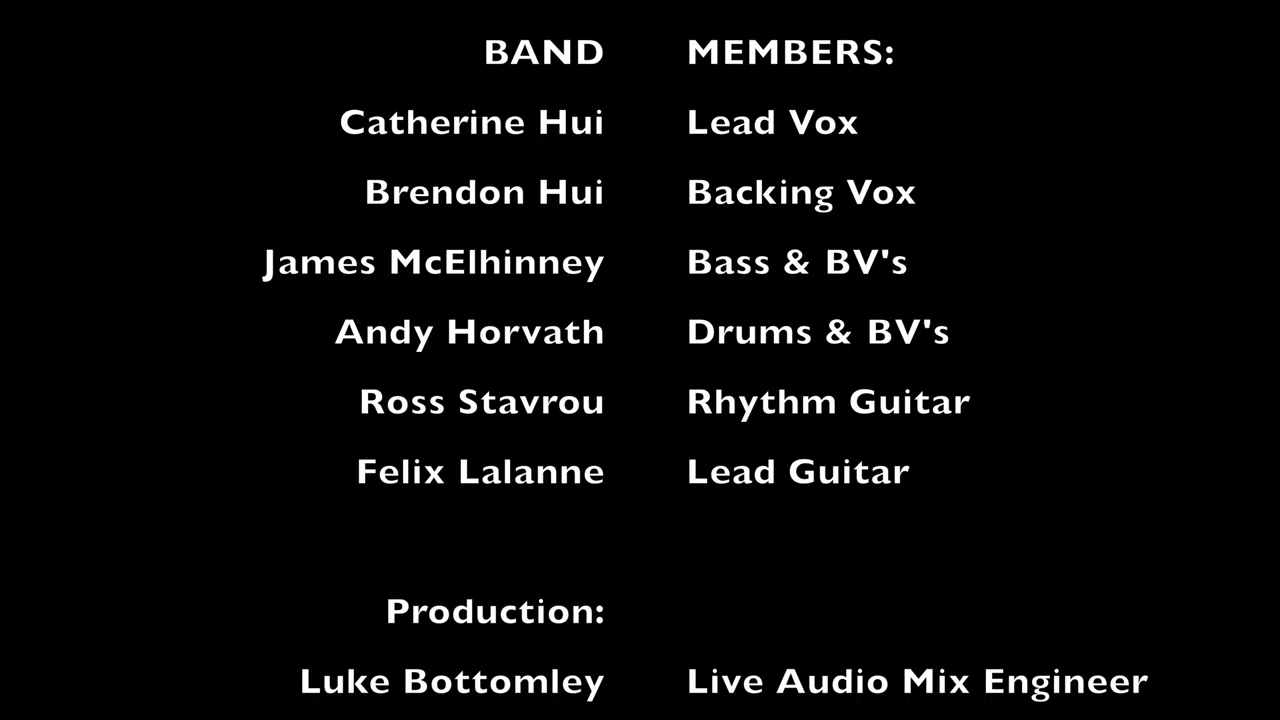 BAND MEMBERS:
Catherine Hui Lead Vox
Brendon Hui Backing Vox
James McElhinney Bass & BV's
Andy Horvath Drums & BV's
Ross Stavrou Rhythm Guitar
Felix Lalanne Lead Guitar
Production:
Luke Bottomley Live Audio Mix Engineer